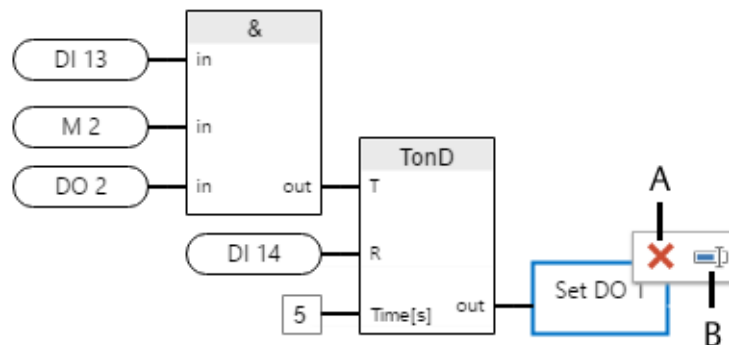 &
DI 13
in
M 2
in
DO 2
in
out
TonD
T
DI 14
R
5
Time[s]
out
Set DO 1
A
B